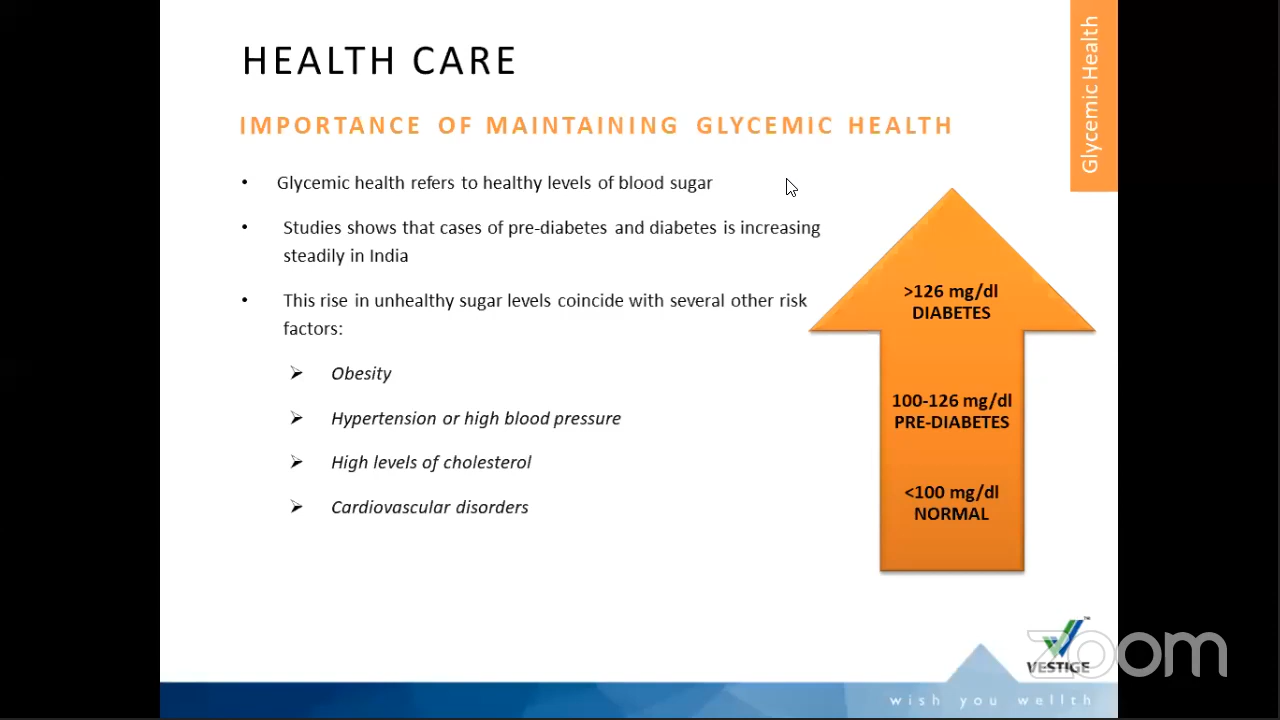 HEALTH CARE
Glycemic Health
IMPORTANCE OF MAINTAINING GLYCEMIC HEALTH
• Glycemic health refers to healthy levels of blood sugar
• Studies shows that cases of pre-diabetes and diabetes is increasing
steadily in India
• This rise in unhealthy sugar levels coincide with several other risk
factors:
➢ Obesity
➢ Hypertension or high blood pressure
➢ High levels of cholesterol
➢ Cardiovascular disorders
>126 mg/dl
DIABETES
100-126 mg/dl
PRE-DIABETES
<100 mg/dl
NORMAL
TM
VESTIGE
zoom
wish you wellth